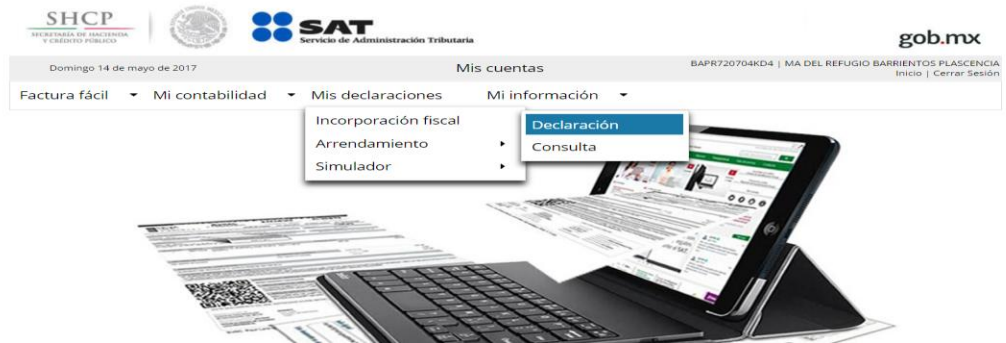 SHCP
SECRETARÍA DE HACIENDA
Y CRÉDITO PÚBLICO
SAT
Servicio de Administración Tributaria
gob.mx
Domingo 14 de mayo de 2017
Mis cuentas
BAPR720704KD4 | MA DEL REFUGIO BARRIENTOS PLASCENCIA
Inicio | Cerrar Sesión
Factura fácil Mi contabilidad Mis declaraciones Mi información
Incorporación fiscal
Arrendamiento
Simulador
Declaración
Consulta